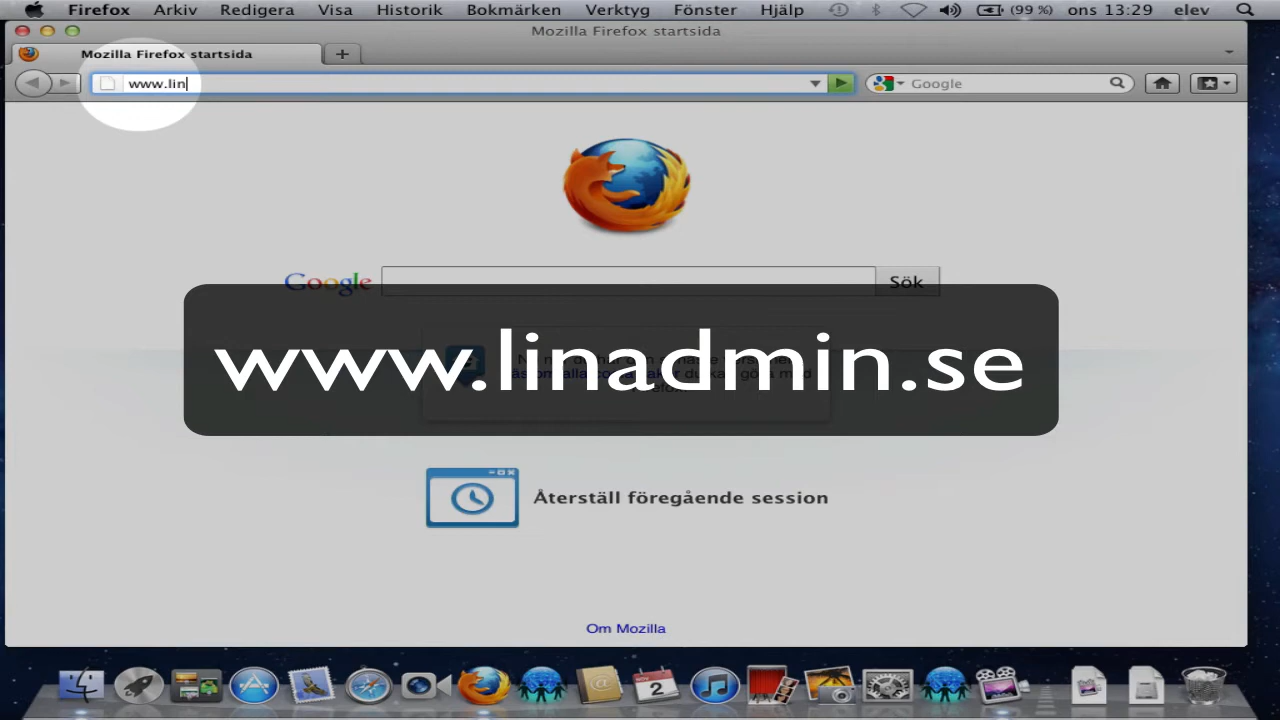 Firefox Arkiv Redigera Visa Historik Bokmärken Verktyg Fönster Hjälp (99 %) ons 13:29 elev
Mozilla Firefox startsida
Mozilla Firefox startsida
www.lin
Google
Google
Sök
www.linadmin.se
Återställ föregående session
Om Mozilla
2